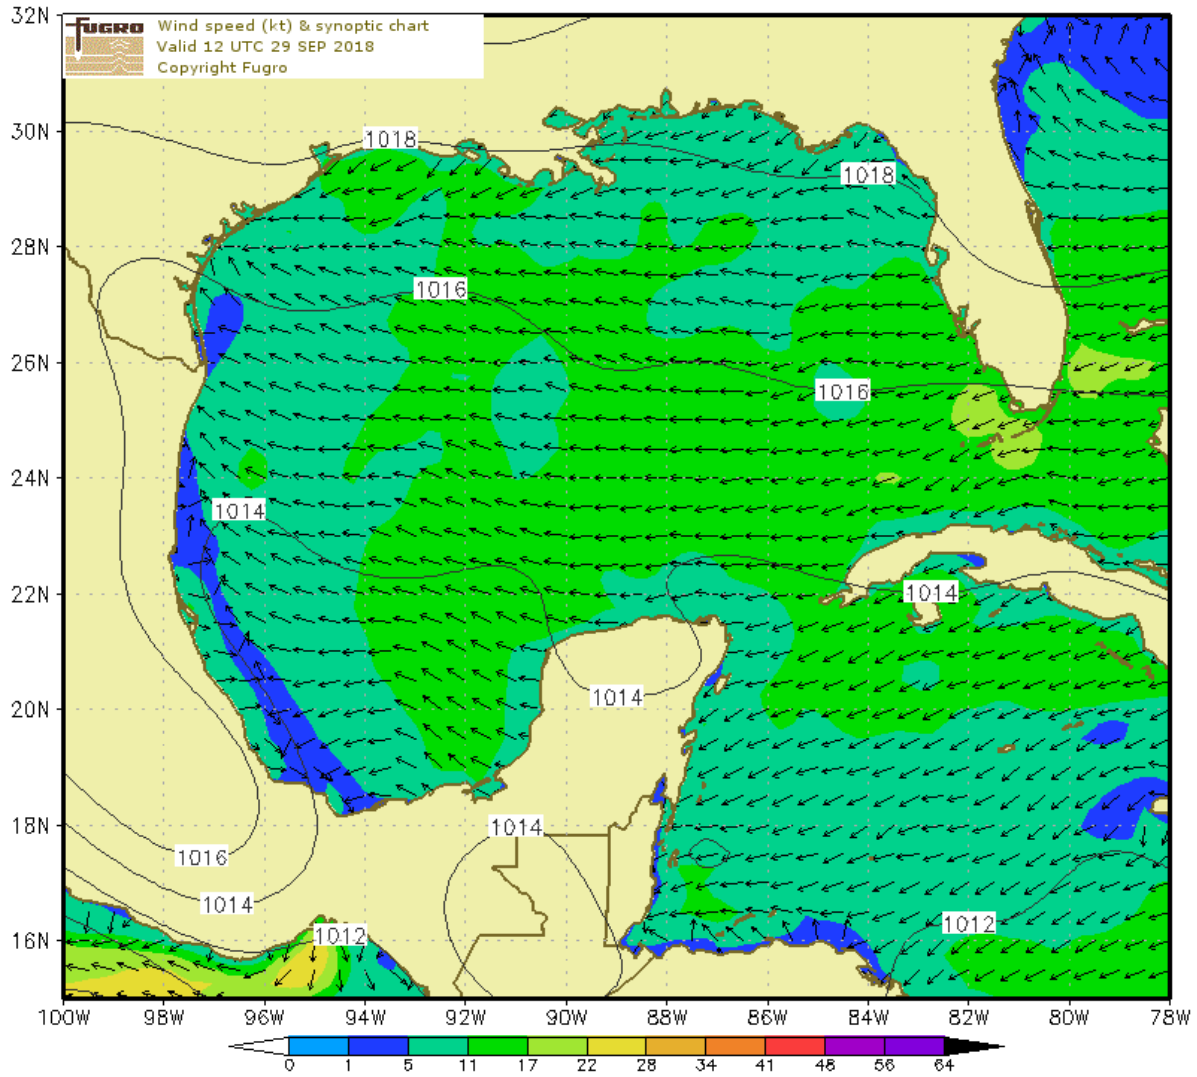 32N
FUGRO
Wind speed (kt) & synoptic chart
Valid 12 UTC 29 SEP 2018
Copyright Fugro
30N
1018
1018
28N
1016
26N
1016
24N
1014
22N
1014
20N
1014
18N
1014
1016
1014
16N
1012
1012
100W 98W 96W 94W 92W 90W 88W 86W 84W 82W 80W 78W
0 1 5 11 17 22 28 34 41 48 56 64